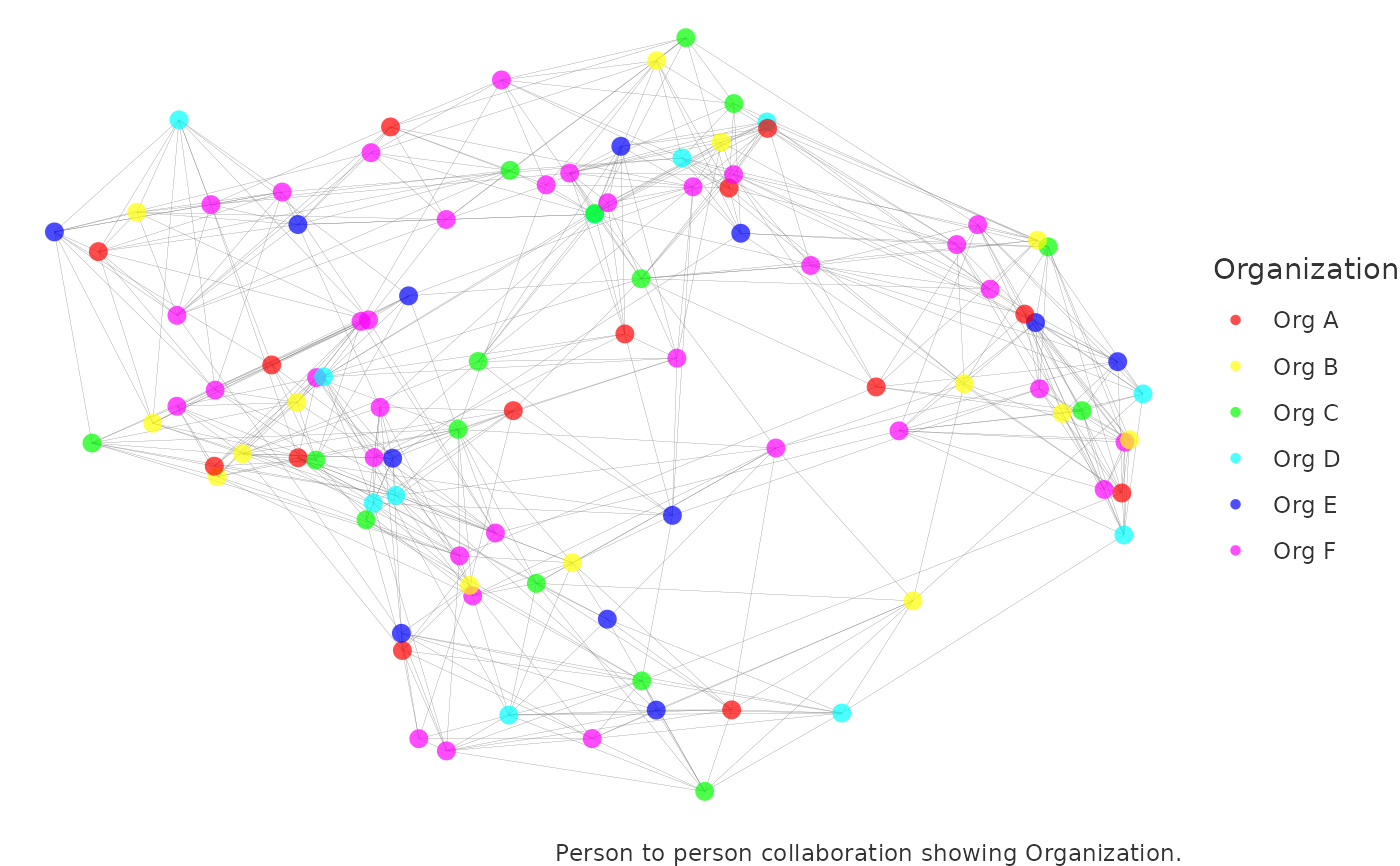 Organization
Org A
Org B
Org C
Org D
Org E
Org F
Person to person collaboration showing Organization.